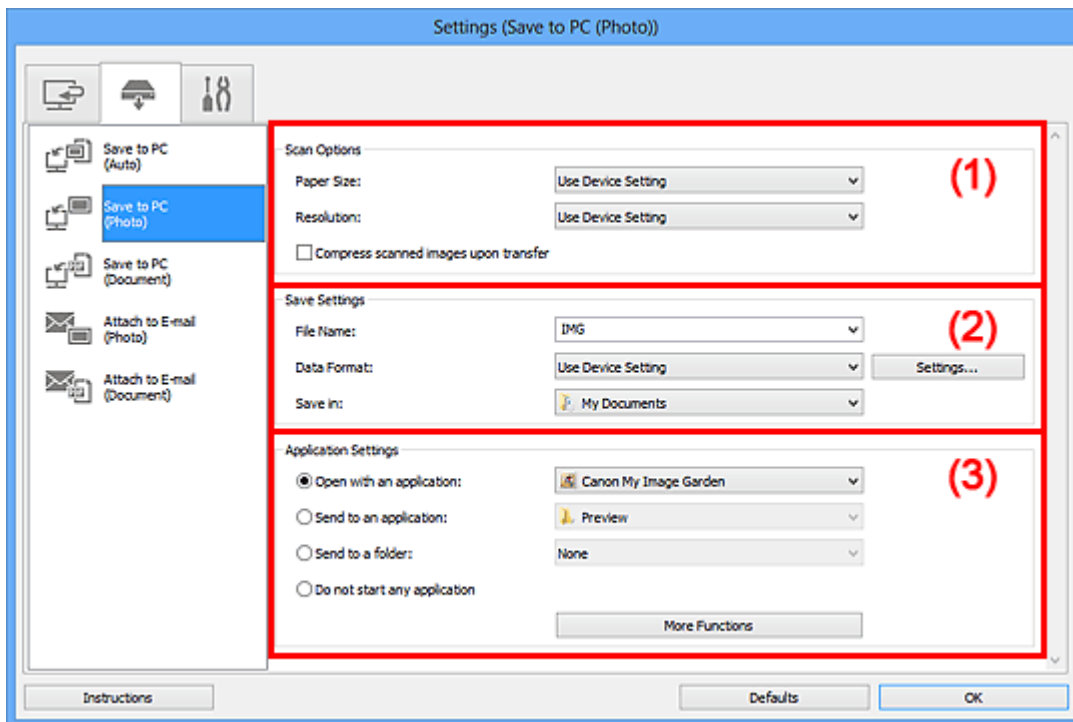 Settings (Save to PC (Photo))
Save to PC
(Auto)
Save to PC
(Photo)
Save to PC
(Document)
Attach to E-mail
(Photo)
Attach to E-mail
(Document)
Scan Options
(1)
Paper Size: Use Device Setting
Resolution: Use Device Setting
Compress scanned images upon transfer
Save Settings
(2)
File Name: IMG
Data Format: Use Device Setting Settings...
Save in: My Documents
Application Settings
(3)
Open with an application: Canon My Image Garden
Send to an application: Preview
Send to a folder: None
Do not start any application
More Functions
Instructions Defaults OK